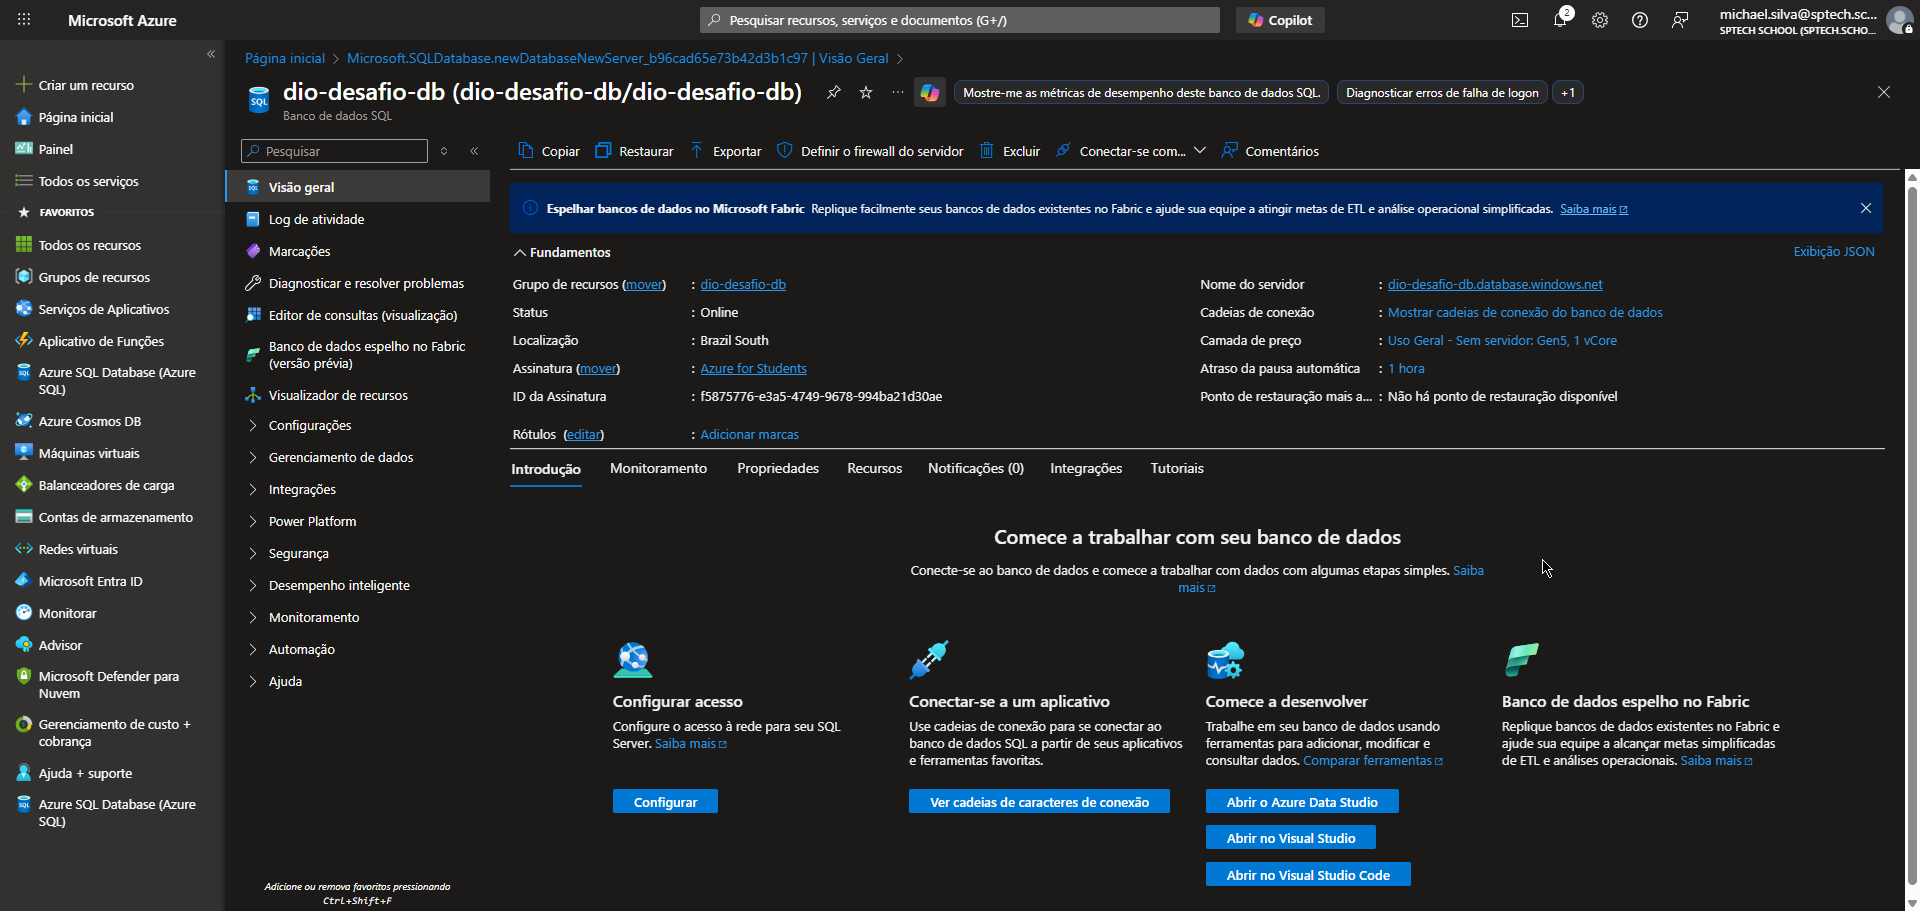 Microsoft Azure
Pesquisar recursos, serviços e documentos (G+/)
Copilot
2
michael.silva@sptech.sc...
SPTECH SCHOOL (SPTECH.SCHO...
Criar um recurso
Página inicial
Painel
Todos os serviços
FAVORITOS
Todos os recursos
Grupos de recursos
Serviços de Aplicativos
Aplicativo de Funções
Azure SQL Database (Azure
SQL)
Azure Cosmos DB
Máquinas virtuais
Balanceadores de carga
Contas de armazenamento
Redes virtuais
Microsoft Entra ID
Monitorar
Advisor
Microsoft Defender para
Nuvem
Gerenciamento de custo +
cobrança
Ajuda + suporte
Azure SQL Database (Azure
SQL)
Página inicial > Microsoft.SQLDatabase.newDatabaseNewServer_b96cad65e73b42d3b1c97 | Visão Geral >
SQL
dio-desafio-db (dio-desafio-db/dio-desafio-db)
Banco de dados SQL
Mostre-me as métricas de desempenho deste banco de dados SQL.
Diagnosticar erros de falha de logon
+1
Pesquisar
Visão geral
Log de atividade
Marcações
Diagnosticar e resolver problemas
Editor de consultas (visualização)
Banco de dados espelho no Fabric
(versão prévia)
Visualizador de recursos
Configurações
Gerenciamento de dados
Integrações
Power Platform
Segurança
Desempenho inteligente
Monitoramento
Automação
Ajuda
Adicione ou remova favoritos pressionando
Ctrl+Shift+F
Copiar Restaurar Exportar Definir o firewall do servidor Excluir Conectar-se com... Comentários
Espelhar bancos de dados no Microsoft Fabric Replique facilmente seus bancos de dados existentes no Fabric e ajude sua equipe a atingir metas de ETL e análise operacional simplificadas. Saiba mais
Fundamentos
Exibição JSON
Grupo de recursos (mover) : dio-desafio-db
Status : Online
Localização : Brazil South
Assinatura (mover) : Azure for Students
ID da Assinatura : f5875776-e3a5-4749-9678-994ba21d30ae
Nome do servidor : dio-desafio-db.database.windows.net
Cadeias de conexão : Mostrar cadeias de conexão do banco de dados
Camada de preço : Uso Geral - Sem servidor: Gen5, 1 vCore
Atraso da pausa automática : 1 hora
Ponto de restauração mais a... : Não há ponto de restauração disponível
Rótulos (editar) : Adicionar marcas
Introdução Monitoramento Propriedades Recursos Notificações (0) Integrações Tutoriais
Comece a trabalhar com seu banco de dados
Conecte-se ao banco de dados e comece a trabalhar com dados com algumas etapas simples. Saiba
mais
Configurar acesso
Configure o acesso à rede para seu SQL
Server. Saiba mais
Configurar
Conectar-se a um aplicativo
Use cadeias de conexão para se conectar ao
banco de dados SQL a partir de seus aplicativos
e ferramentas favoritas.
Ver cadeias de caracteres de conexão
Comece a desenvolver
Trabalhe em seu banco de dados usando
ferramentas para adicionar, modificar e
consultar dados. Comparar ferramentas
Abrir o Azure Data Studio
Abrir no Visual Studio
Abrir no Visual Studio Code
Banco de dados espelho no Fabric
Replique bancos de dados existentes no Fabric e
ajude sua equipe a alcançar metas simplificadas
de ETL e análises operacionais. Saiba mais